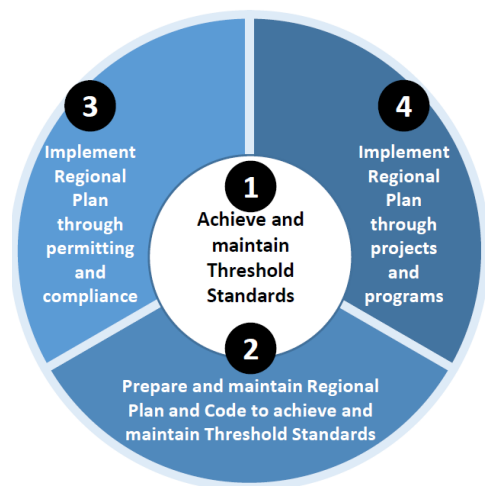 1
Achieve and
maintain
Threshold
Standards
2
Prepare and maintain Regional
Plan and Code to achieve and
maintain Threshold Standards
3
Implement
Regional
Plan
through
permitting
and
compliance
4
Implement
Regional
Plan
through
projects
and
programs